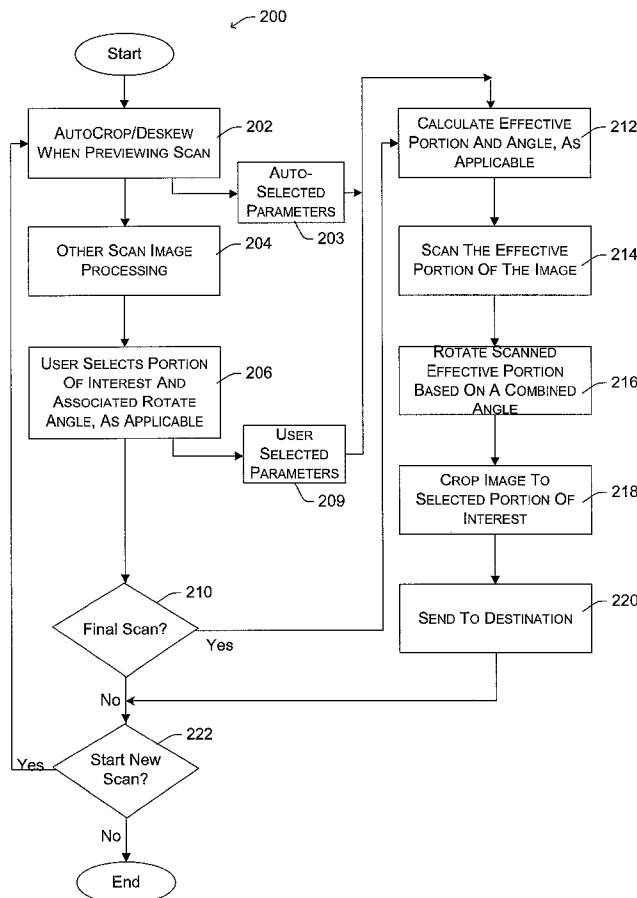 200
Start
AUTOCROP/DESKEW
WHEN PREVIEWING SCAN
202
AUTO-
SELECTED
PARAMETERS
203
OTHER SCAN IMAGE
PROCESSING
204
USER SELECTS PORTION
OF INTEREST AND
ASSOCIATED ROTATE
ANGLE, AS APPLICABLE
206
USER
SELECTED
PARAMETERS
209
210
Final Scan?
Yes
No
222
Start New
Scan?
Yes
No
End
CALCULATE EFFECTIVE
PORTION AND ANGLE, AS
APPLICABLE
212
SCAN THE EFFECTIVE
PORTION OF THE IMAGE
214
ROTATE SCANNED
EFFECTIVE PORTION
BASED ON A COMBINED
ANGLE
216
CROP IMAGE TO
SELECTED PORTION OF
INTEREST
218
SEND TO DESTINATION
220